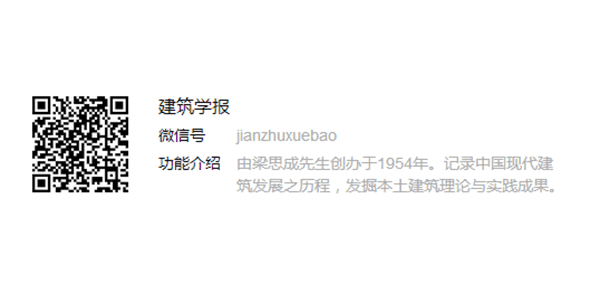 建筑学报
微信号 jianzhuxuebao
功能介绍 由梁思成先生创办于1954年。记录中国现代建
筑发展之历程，发掘本土建筑理论与实践成果。